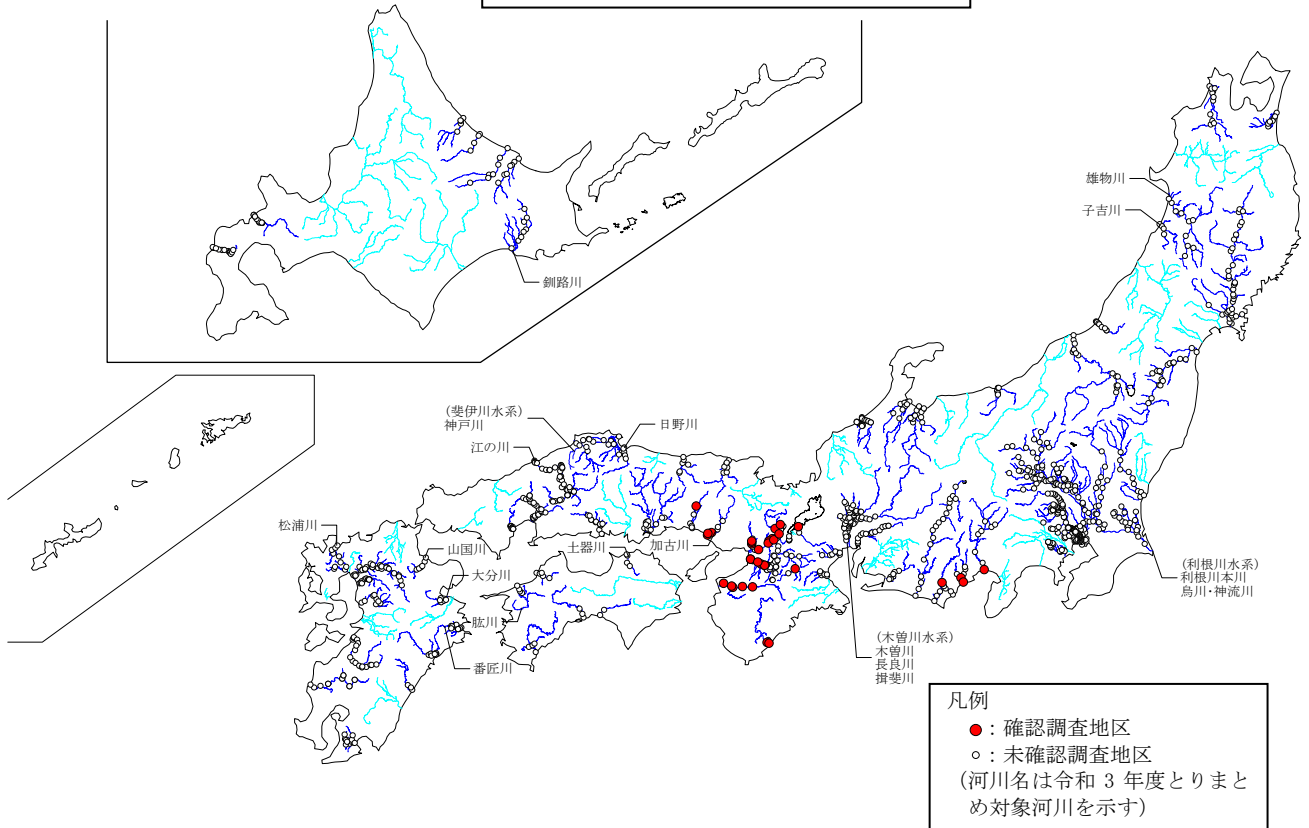 雄物川
子吉川
釧路川
(斐伊川水系)
神戸川
日野川
江の川
松浦川
山国川
土器川
加古川
大分川
肱川
番匠川
(利根川水系)
利根川本川
烏川・神流川
(木曽川水系)
木曽川
長良川
揖斐川
凡例
：確認調査地区
：未確認調査地区
(河川名は令和 3 年度とりまと
め対象河川を示す)